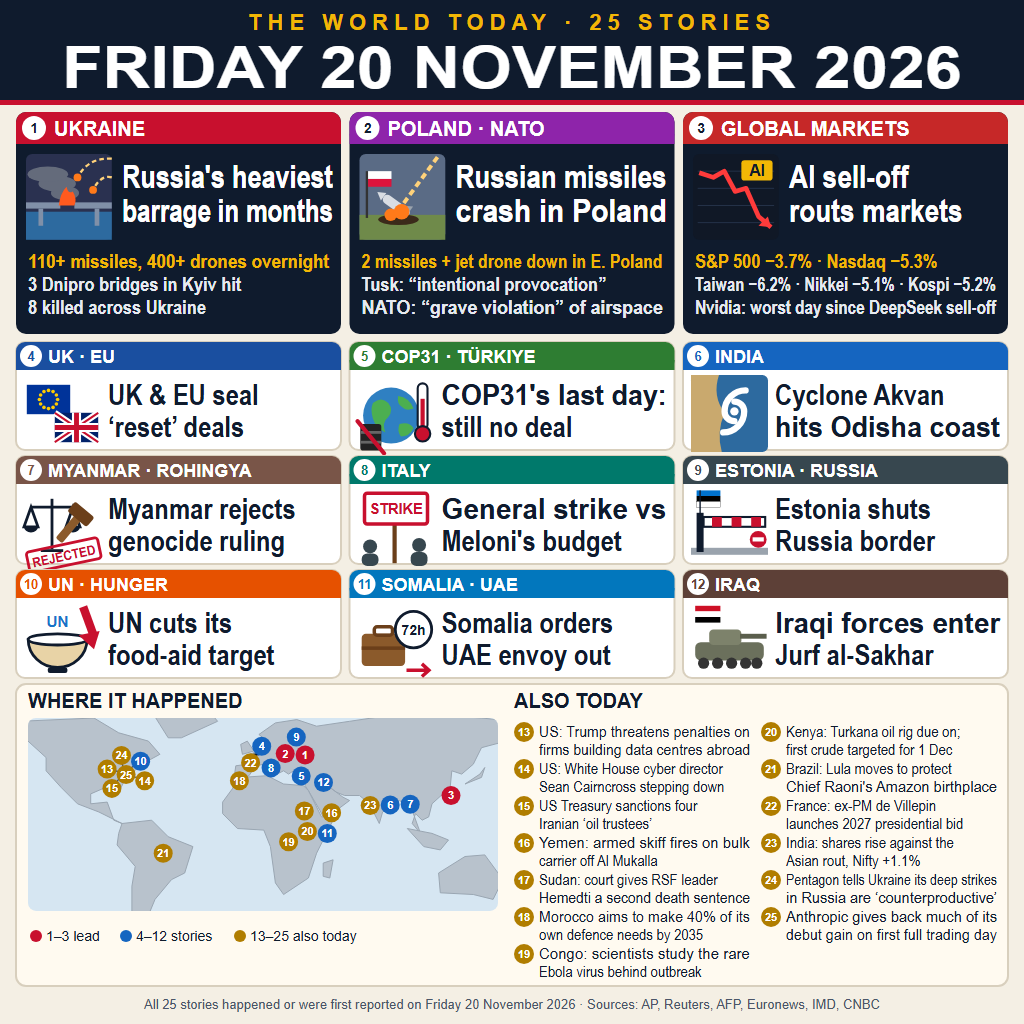 THE WORLD TODAY · 25 STORIES
FRIDAY 20 NOVEMBER 2026
1 UKRAINE
Russia's heaviest
barrage in months
110+ missiles, 400+ drones overnight
3 Dnipro bridges in Kyiv hit
8 killed across Ukraine
2 POLAND · NATO
Russian missiles
crash in Poland
2 missiles + jet drone down in E. Poland
Tusk: “intentional provocation”
NATO: “grave violation” of airspace
3 GLOBAL MARKETS
AI
AI sell-off
routs markets
S&P 500 −3.7% · Nasdaq −5.3%
Taiwan −6.2% · Nikkei −5.1% · Kospi −5.2%
Nvidia: worst day since DeepSeek sell-off
4 UK · EU
UK & EU seal
‘reset’ deals
5 COP31 · TÜRKIYE
COP31's last day:
still no deal
6 INDIA
Cyclone Akvan
hits Odisha coast
7 MYANMAR · ROHINGYA
REJECTED
Myanmar rejects
genocide ruling
8 ITALY
STRIKE
General strike vs
Meloni's budget
9 ESTONIA · RUSSIA
Estonia shuts
Russia border
10 UN · HUNGER
UN
UN cuts its
food-aid target
11 SOMALIA · UAE
72h
Somalia orders
UAE envoy out
12 IRAQ
Iraqi forces enter
Jurf al-Sakhar
WHERE IT HAPPENED
9
4
2
1
24
10
22
8
13
25
5
18
14
12
15
3
23
6
7
17
16
20
11
19
21
1–3 lead
4–12 stories
13–25 also today
ALSO TODAY
13 US: Trump threatens penalties on
firms building data centres abroad
14 US: White House cyber director
Sean Cairncross stepping down
15 US Treasury sanctions four
Iranian ‘oil trustees’
16 Yemen: armed skiff fires on bulk
carrier off Al Mukalla
17 Sudan: court gives RSF leader
Hemedti a second death sentence
18 Morocco aims to make 40% of its
own defence needs by 2035
19 Congo: scientists study the rare
Ebola virus behind outbreak
20 Kenya: Turkana oil rig due on;
first crude targeted for 1 Dec
21 Brazil: Lula moves to protect
Chief Raoni's Amazon birthplace
22 France: ex-PM de Villepin
launches 2027 presidential bid
23 India: shares rise against the
Asian rout, Nifty +1.1%
24 Pentagon tells Ukraine its deep strikes
in Russia are ‘counterproductive’
25 Anthropic gives back much of its
debut gain on first full trading day
All 25 stories happened or were first reported on Friday 20 November 2026 · Sources: AP, Reuters, AFP, Euronews, IMD, CNBC